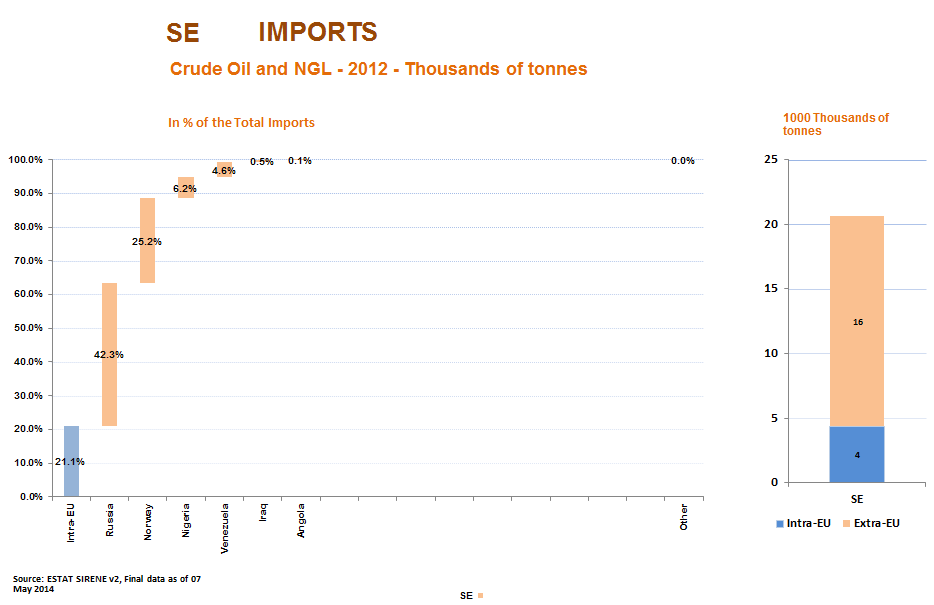 SE IMPORTS
Crude Oil and NGL - 2012 - Thousands of tonnes
In % of the Total Imports
100.0%
90.0%
80.0%
70.0%
60.0%
50.0%
40.0%
30.0%
20.0%
10.0%
0.0%
21.1%
42.3%
25.2%
6.2%
4.6%
0.5%
0.1%
0.0%
Intra-EU
Russia
Norway
Nigeria
Venezuela
Iraq
Angola
Other
1000 Thousands of
tonnes
25
20
15
10
5
0
16
4
SE
Intra-EU Extra-EU
Source: ESTAT SIRENE v2, Final data as of 07
May 2014
SE